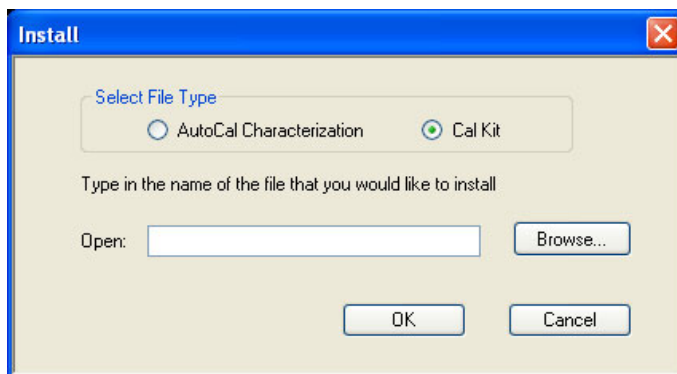 Install
Select File Type
AutoCal Characterization Cal Kit
Type in the name of the file that you would like to install
Open: Browse...
OK Cancel